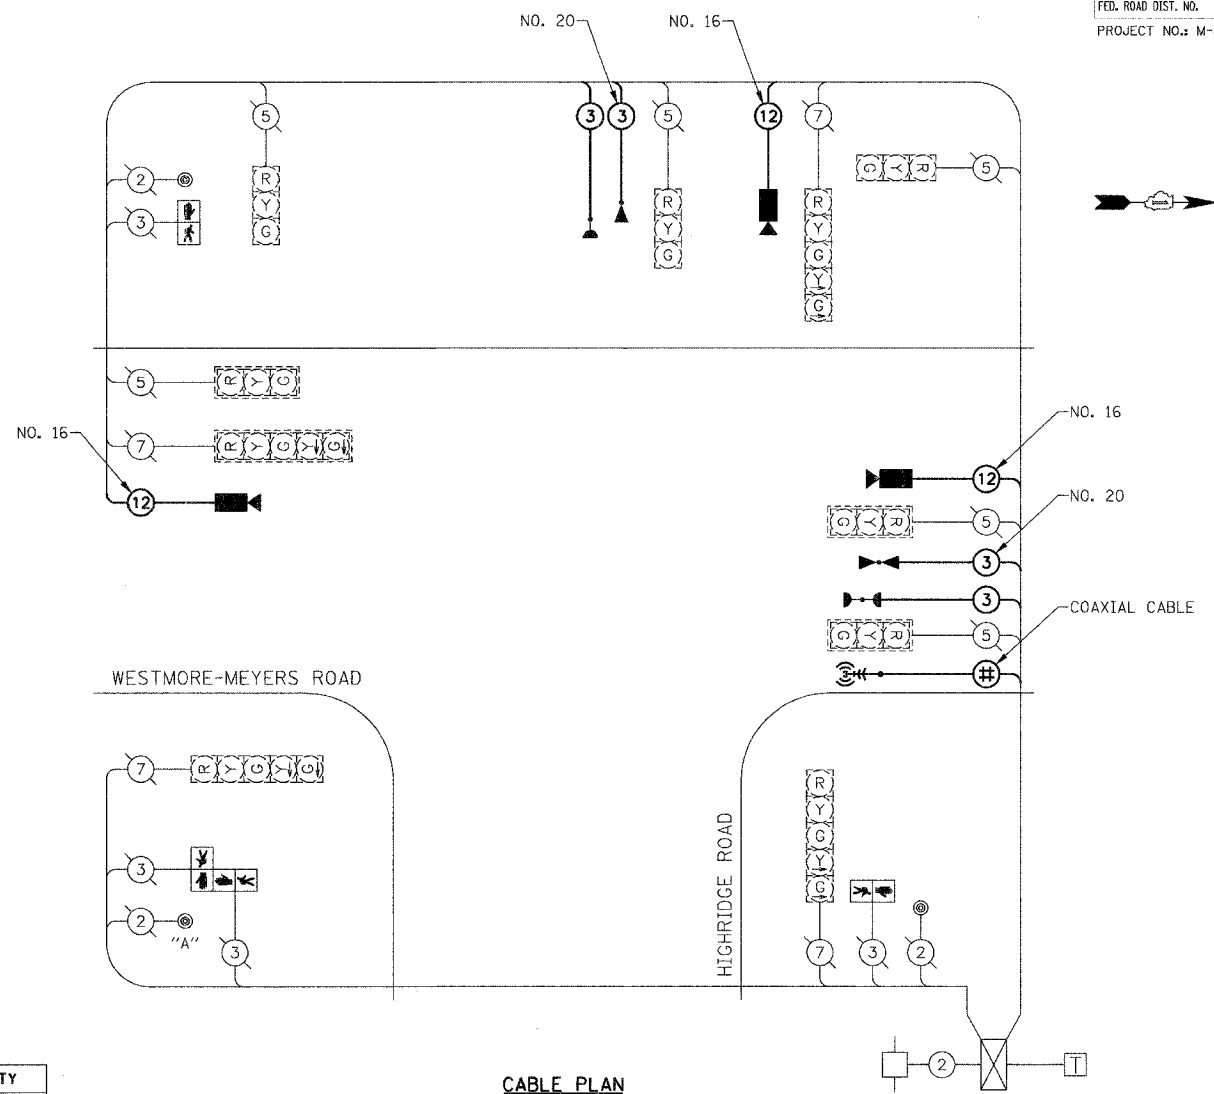 FED. ROAD DIST. NO.
PROJECT NO.: M-
NO. 20
NO. 16
5
3
3
5
12
7
R
Y
G
R
Y
G
R
Y
G
Y
G
R Y G
5
2
3
5
R Y G
NO. 16
7
R Y G Y G
12
NO. 16
12
R Y G
5
NO. 20
3
3
COAXIAL CABLE
R Y G
5
#
WESTMORE-MEYERS ROAD
7
R Y G Y G
3
2
"A"
3
HIGHRIDGE ROAD
R
Y
G
Y
G
7
3
2
2
T
TY
CABLE PLAN